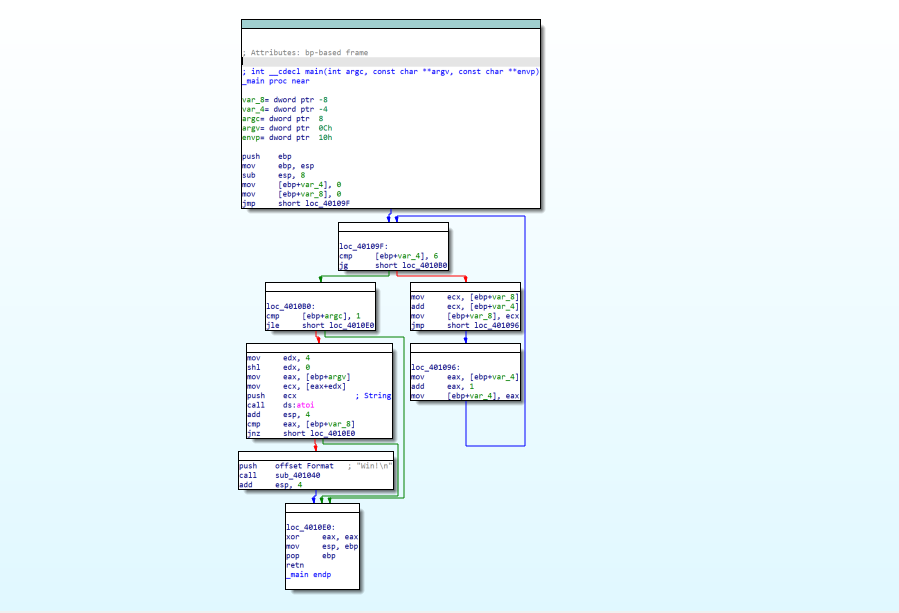 ; Attributes: bp-based frame
; int __cdecl main(int argc, const char **argv, const char **envp)
_main proc near
var_8= dword ptr -8
var_4= dword ptr -4
argc= dword ptr  8
argv= dword ptr  0Ch
envp= dword ptr  10h
push    ebp
mov     ebp, esp
sub     esp, 8
mov     [ebp+var_4], 0
mov     [ebp+var_8], 0
jmp     short loc_40109F
loc_40109F:
cmp     [ebp+var_4], 6
jg      short loc_4010B0
loc_4010B0:
cmp     [ebp+argc], 1
jle     short loc_4010E0
mov     ecx, [ebp+var_8]
add     ecx, [ebp+var_4]
mov     [ebp+var_8], ecx
jmp     short loc_401096
mov     edx, 4
shl     edx, 0
mov     eax, [ebp+argv]
mov     ecx, [eax+edx]
push    ecx             ; String
call    ds:atoi
add     esp, 4
cmp     eax, [ebp+var_8]
jnz     short loc_4010E0
loc_401096:
mov     eax, [ebp+var_4]
add     eax, 1
mov     [ebp+var_4], eax
push    offset Format   ; "Win!\n"
call    sub_401040
add     esp, 4
loc_4010E0:
xor     eax, eax
mov     esp, ebp
pop     ebp
retn
_main endp